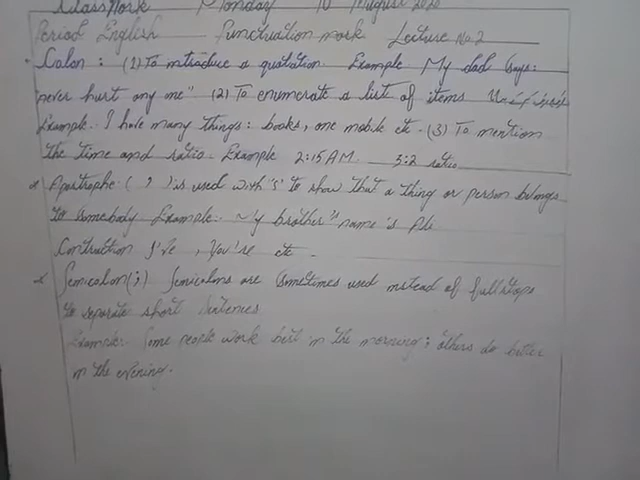 ClassWork Monday 10 August 2020
Period English Punctuation mark Lecture No 2
Colon : (1) To introduce a quotation. Example My dad says:
"never hurt any one" (2) To enumerate a list of items
Example. I have many things: books, one mobile etc. (3) To mention
the time and ratio. Example 2:15 AM. 3:2 ratio
Apostrophe ( ' ) is used with 's' to show that a thing or person belongs
to somebody Example:- My brother's name is
Contruction I've, You're etc -
Semicolon(;) Semicolons are sometimes used instead of full stops
to separate short sentences
Example:. Some people work best in the morning; others do better
in the evening.